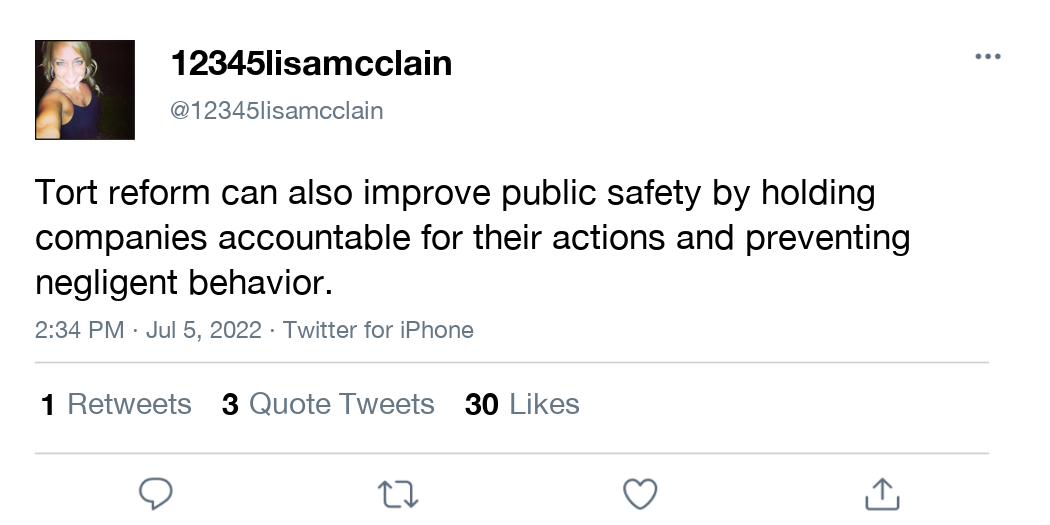 12345lisamcclain
@12345lisamcclain
Tort reform can also improve public safety by holding
companies accountable for their actions and preventing
negligent behavior.
2:34 PM · Jul 5, 2022 · Twitter for iPhone
1 Retweets 3 Quote Tweets 30 Likes